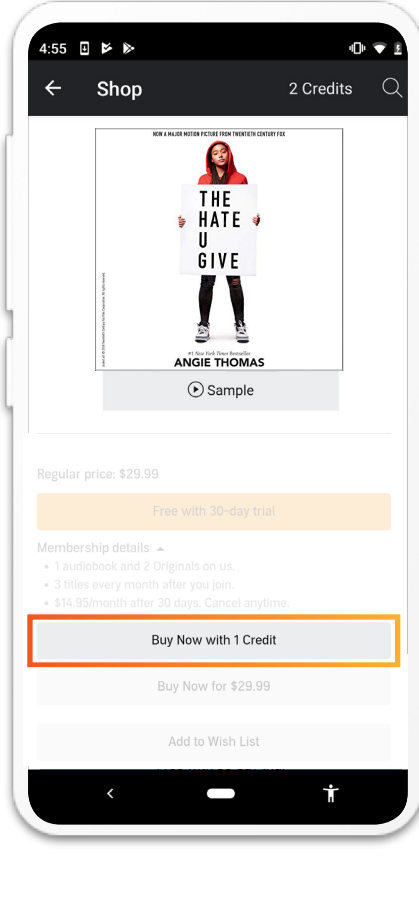 4:55
Shop
2 Credits
NOW A MAJOR MOTION PICTURE FROM TWENTIETH CENTURY FOX
THE
HATE
U
GIVE
#1 New York Times Bestseller
ANGIE THOMAS
Sample
Regular price: $29.99
Free with 30-day trial
Membership details
• 1 audiobook and 2 Originals on us.
• 3 titles every month after you join.
• $14.95/month after 30 days. Cancel anytime.
Buy Now with 1 Credit
Buy Now for $29.99
Add to Wish List